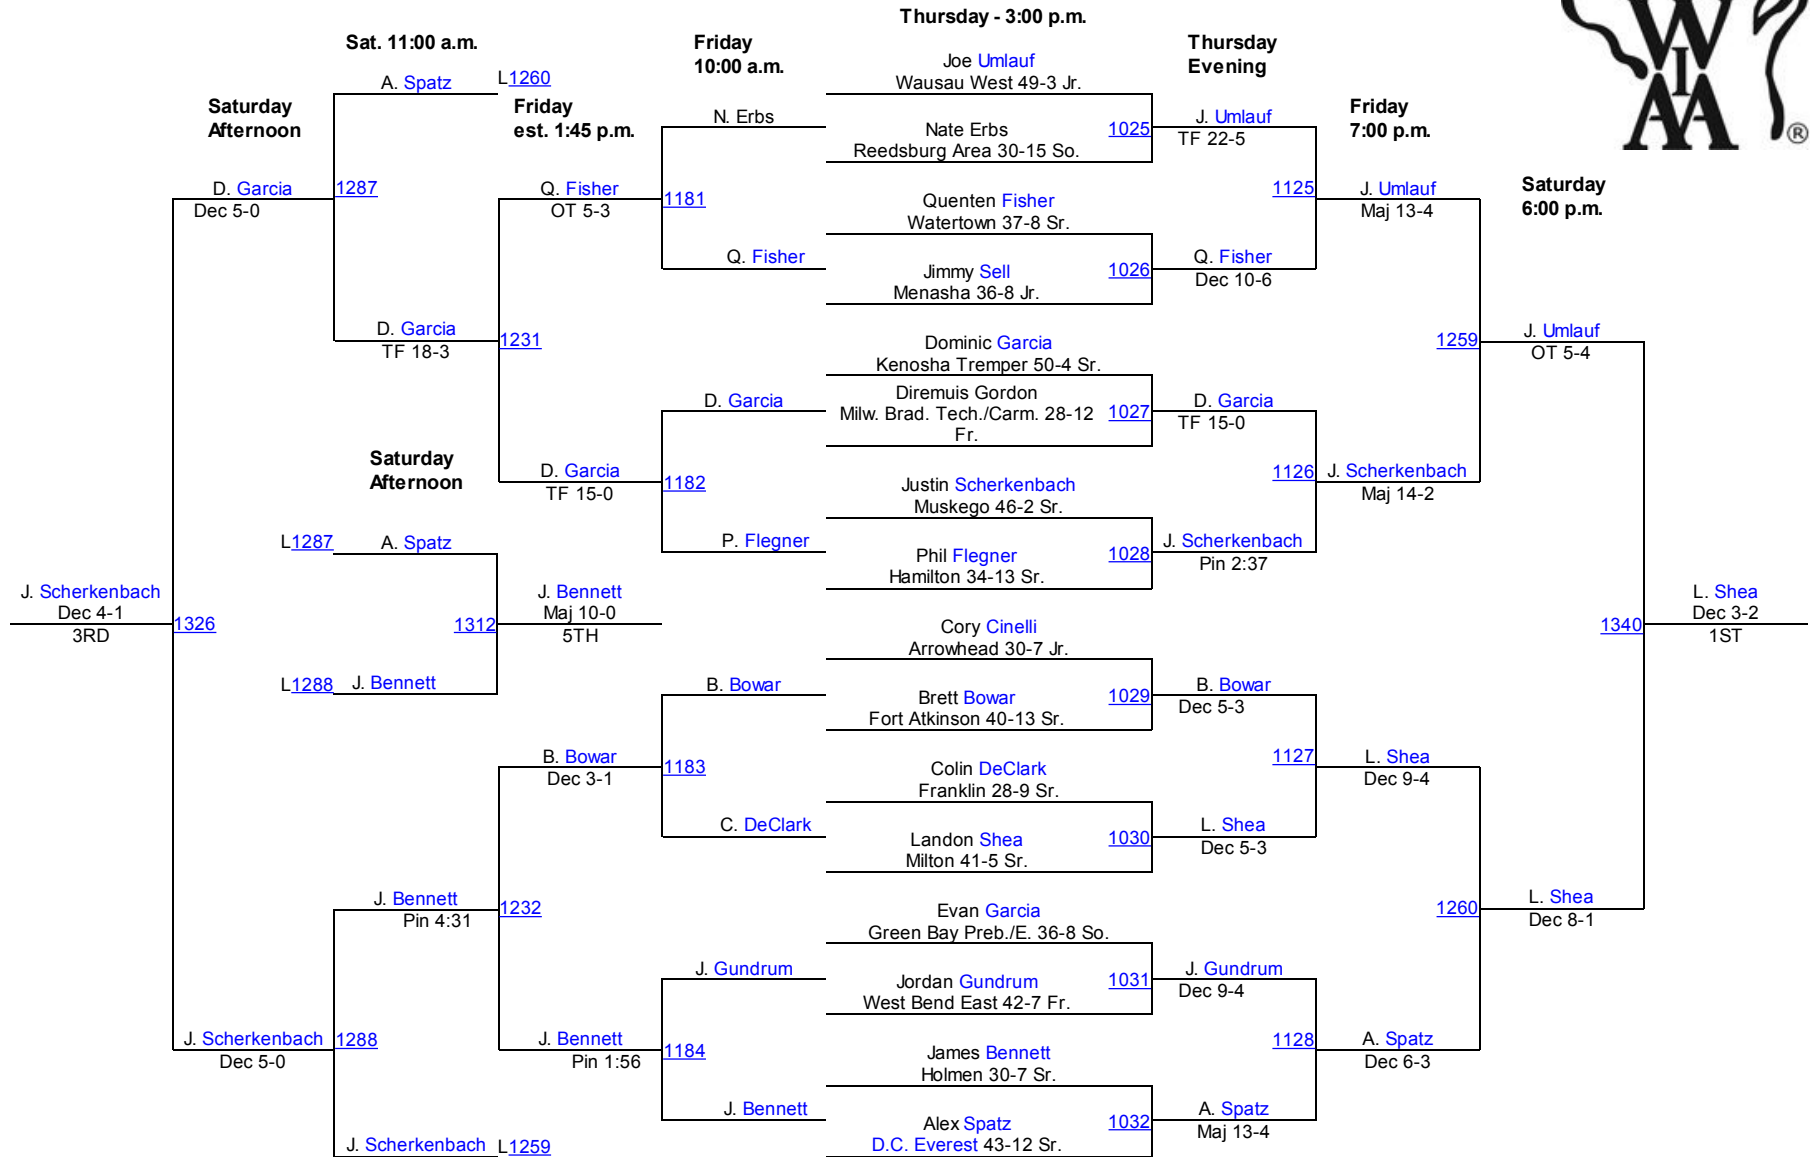 Thursday - 3:00 p.m.
Sat. 11:00 a.m.
Friday
10:00 a.m.
Thursday
Evening
Saturday
Afternoon
Friday
est. 1:45 p.m.
Friday
7:00 p.m.
Saturday
6:00 p.m.
WIAA ®
A. Spatz
L1260
D. Garcia
Dec 5-0
1287
D. Garcia
TF 18-3
Q. Fisher
OT 5-3
1231
D. Garcia
TF 15-0
N. Erbs
1181
Q. Fisher
D. Garcia
1182
P. Flegner
Saturday
Afternoon
L1287
A. Spatz
1312
L1288
J. Bennett
J. Bennett
Maj 10-0
5TH
J. Scherkenbach
Dec 4-1
3RD
1326
B. Bowar
1183
C. DeClark
B. Bowar
Dec 3-1
J. Bennett
Pin 4:31
1232
J. Gundrum
J. Bennett
Pin 1:56
1184
J. Bennett
J. Scherkenbach
Dec 5-0
1288
J. Scherkenbach
L1259
Joe Umlauf
Wausau West 49-3 Jr.
Nate Erbs
Reedsburg Area 30-15 So.
1025
Quenten Fisher
Watertown 37-8 Sr.
Jimmy Sell
Menasha 36-8 Jr.
1026
Dominic Garcia
Kenosha Tremper 50-4 Sr.
Diremuis Gordon
Milw. Brad. Tech./Carm. 28-12
Fr.
1027
Justin Scherkenbach
Muskego 46-2 Sr.
Phil Flegner
Hamilton 34-13 Sr.
1028
Cory Cinelli
Arrowhead 30-7 Jr.
Brett Bowar
Fort Atkinson 40-13 Sr.
1029
Colin DeClark
Franklin 28-9 Sr.
Landon Shea
Milton 41-5 Sr.
1030
Evan Garcia
Green Bay Preb./E. 36-8 So.
Jordan Gundrum
West Bend East 42-7 Fr.
1031
James Bennett
Holmen 30-7 Sr.
Alex Spatz
D.C. Everest 43-12 Sr.
1032
J. Umlauf
TF 22-5
1125
Q. Fisher
Dec 10-6
D. Garcia
TF 15-0
1126
J. Scherkenbach
Pin 2:37
B. Bowar
Dec 5-3
1127
L. Shea
Dec 5-3
J. Gundrum
Dec 9-4
1128
A. Spatz
Maj 13-4
J. Umlauf
Maj 13-4
1259
J. Scherkenbach
Maj 14-2
L. Shea
Dec 9-4
1260
A. Spatz
Dec 6-3
J. Umlauf
OT 5-4
1340
L. Shea
Dec 8-1
L. Shea
Dec 3-2
1ST